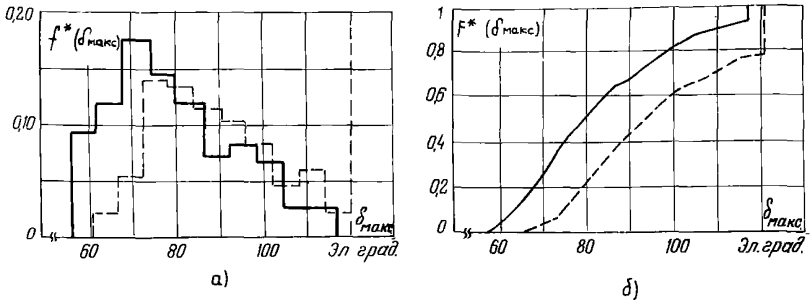 0,20
f*(δмакс)
0,10
0
60
80
100
δмакс
Эл.град.
а)
1
F* (δмакс)
0,8
0,6
0,4
0,2
0
60
80
100
δмакс
Эл.град.
б)